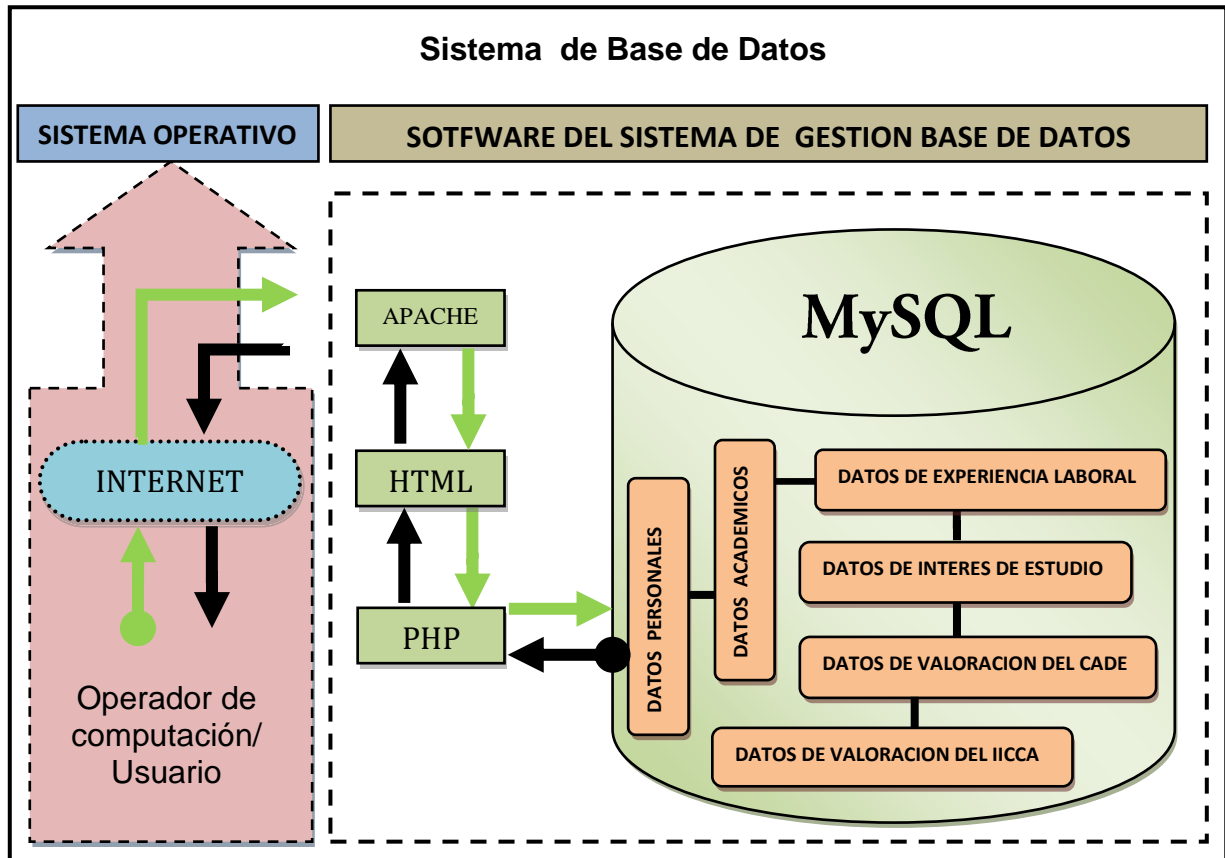 Sistema de Base de Datos
SISTEMA OPERATIVO
SOTFWARE DEL SISTEMA DE GESTION BASE DE DATOS
APACHE
HTML
PHP
INTERNET
Operador de
computación/
Usuario
MySQL
DATOS PERSONALES
DATOS ACADEMICOS
DATOS DE EXPERIENCIA LABORAL
DATOS DE INTERES DE ESTUDIO
DATOS DE VALORACION DEL CADE
DATOS DE VALORACION DEL IICCA